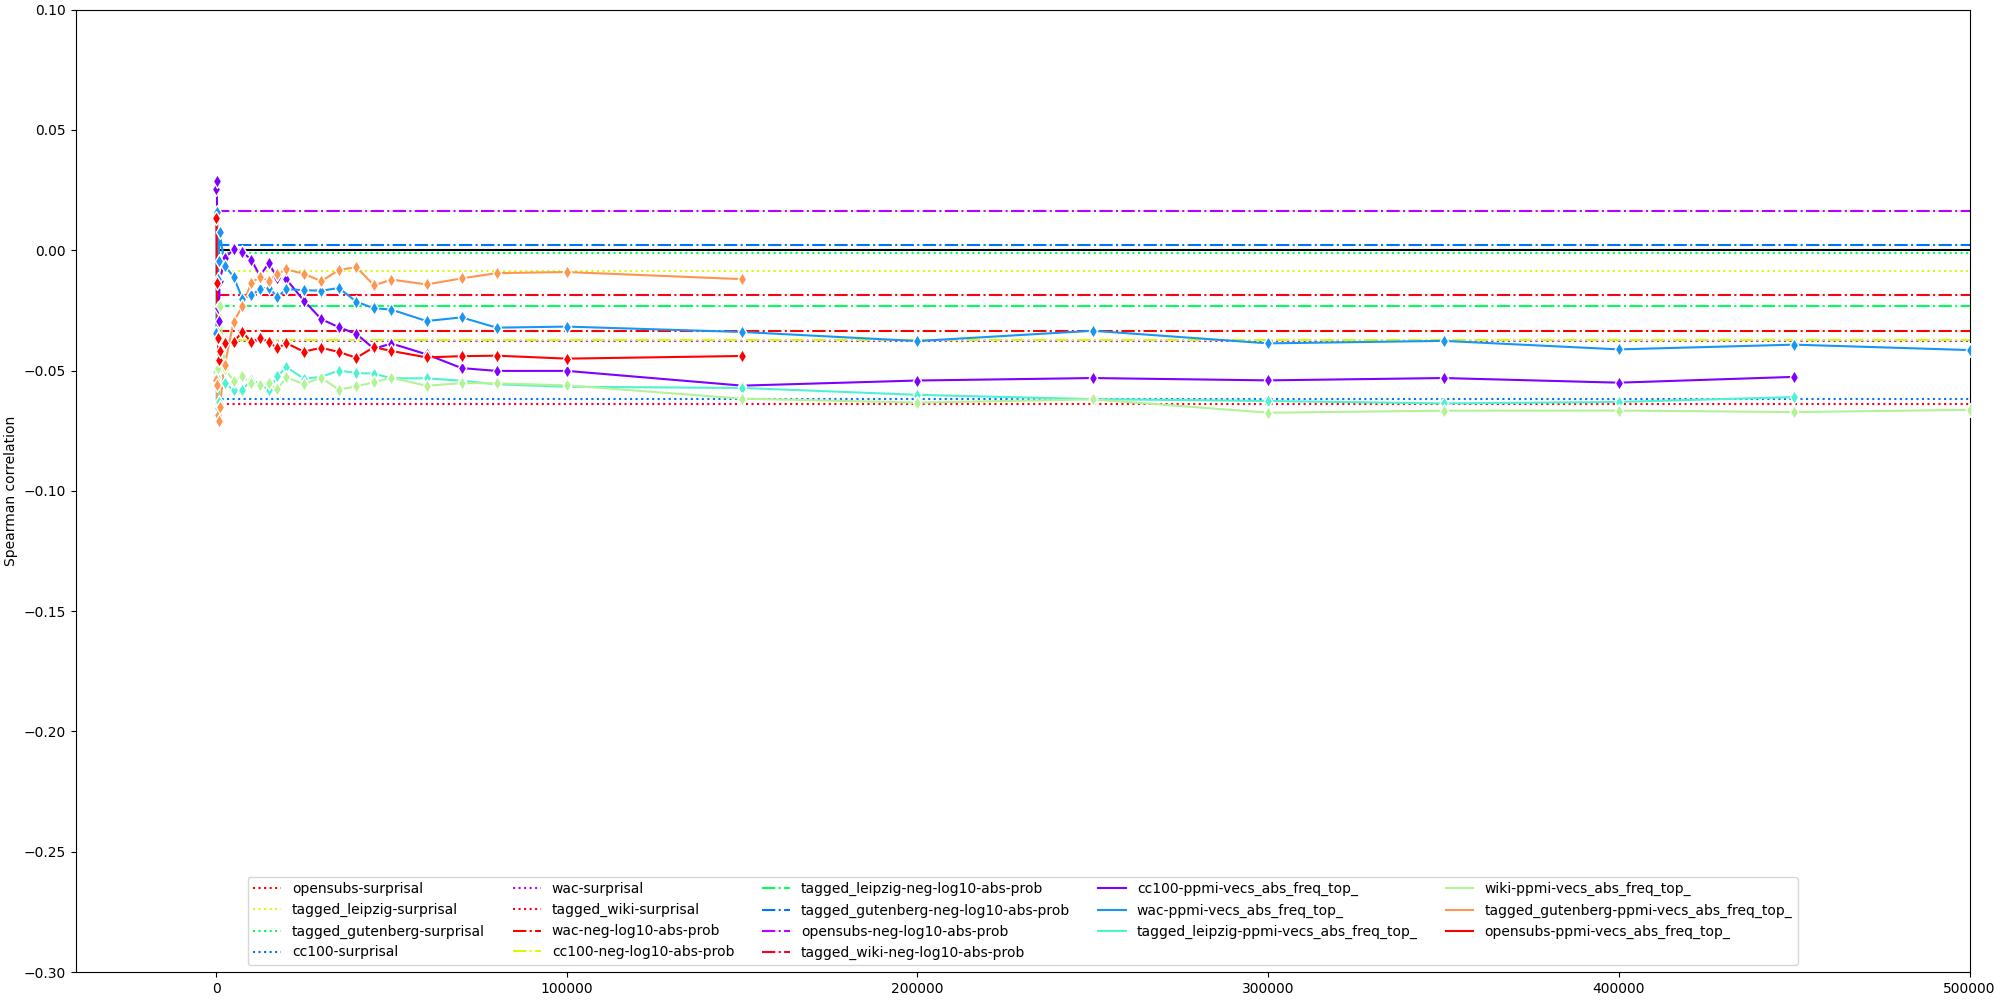 0.10
0.05
0.00
−0.05
−0.10
−0.15
−0.20
−0.25
−0.30
Spearman correlation
0
100000
200000
300000
400000
500000
opensubs-surprisal
tagged_leipzig-surprisal
tagged_gutenberg-surprisal
cc100-surprisal
wac-surprisal
tagged_wiki-surprisal
wac-neg-log10-abs-prob
cc100-neg-log10-abs-prob
tagged_leipzig-neg-log10-abs-prob
tagged_gutenberg-neg-log10-abs-prob
opensubs-neg-log10-abs-prob
tagged_wiki-neg-log10-abs-prob
cc100-ppmi-vecs_abs_freq_top_
wac-ppmi-vecs_abs_freq_top_
tagged_leipzig-ppmi-vecs_abs_freq_top_
wiki-ppmi-vecs_abs_freq_top_
tagged_gutenberg-ppmi-vecs_abs_freq_top_
opensubs-ppmi-vecs_abs_freq_top_